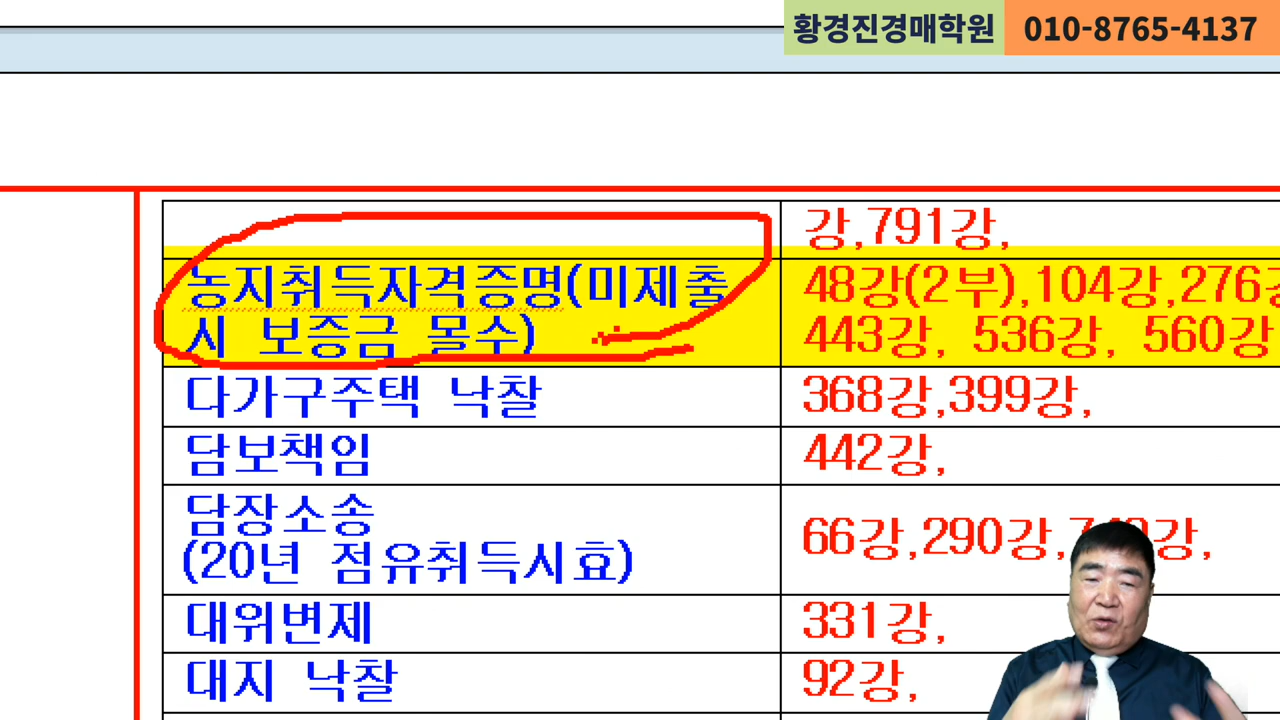 황경진경매학원 010-8765-4137
강,791강,
농지취득자격증명(미제출
시 보증금 몰수)
48강(2부),104강,276강
443강, 536강, 560강
다가구주택 낙찰
368강,399강,
담보책임
442강,
담장소송
(20년 점유취득시효)
66강,290강,
대위변제
331강,
대지 낙찰
92강,